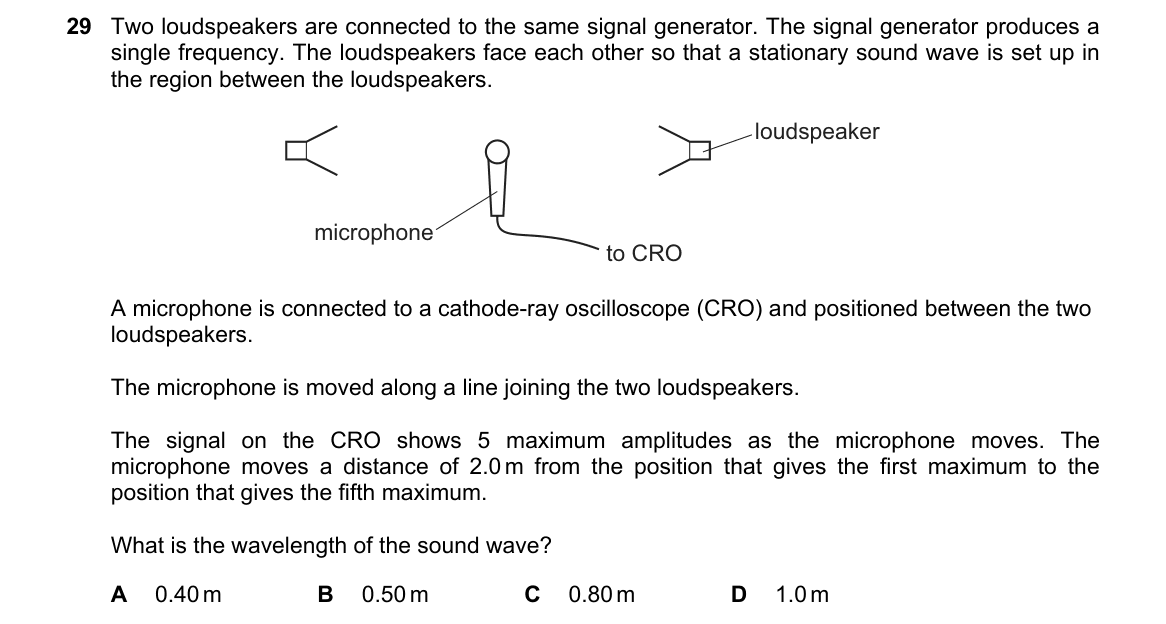 29 Two loudspeakers are connected to the same signal generator. The signal generator produces a
single frequency. The loudspeakers face each other so that a stationary sound wave is set up in
the region between the loudspeakers.
loudspeaker
microphone
to CRO
A microphone is connected to a cathode-ray oscilloscope (CRO) and positioned between the two
loudspeakers.
The microphone is moved along a line joining the two loudspeakers.
The signal on the CRO shows 5 maximum amplitudes as the microphone moves. The
microphone moves a distance of 2.0 m from the position that gives the first maximum to the
position that gives the fifth maximum.
What is the wavelength of the sound wave?
A 0.40 m B 0.50 m C 0.80 m D 1.0 m